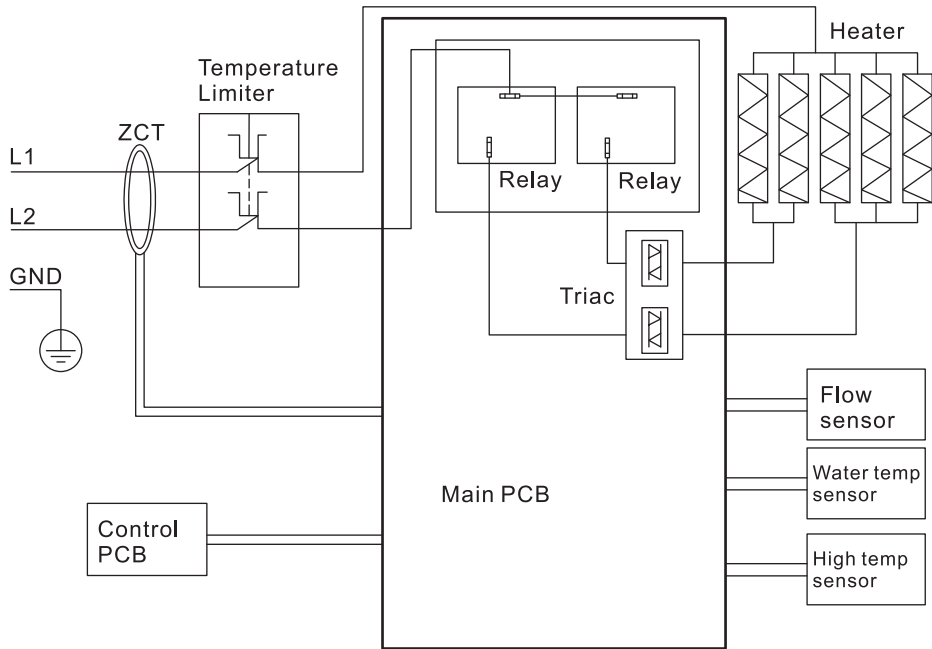 Heater
Temperature
Limiter
ZCT
L1
L2
GND
Relay
Relay
Triac
Flow
sensor
Main PCB
Water temp
sensor
Control
PCB
High temp
sensor